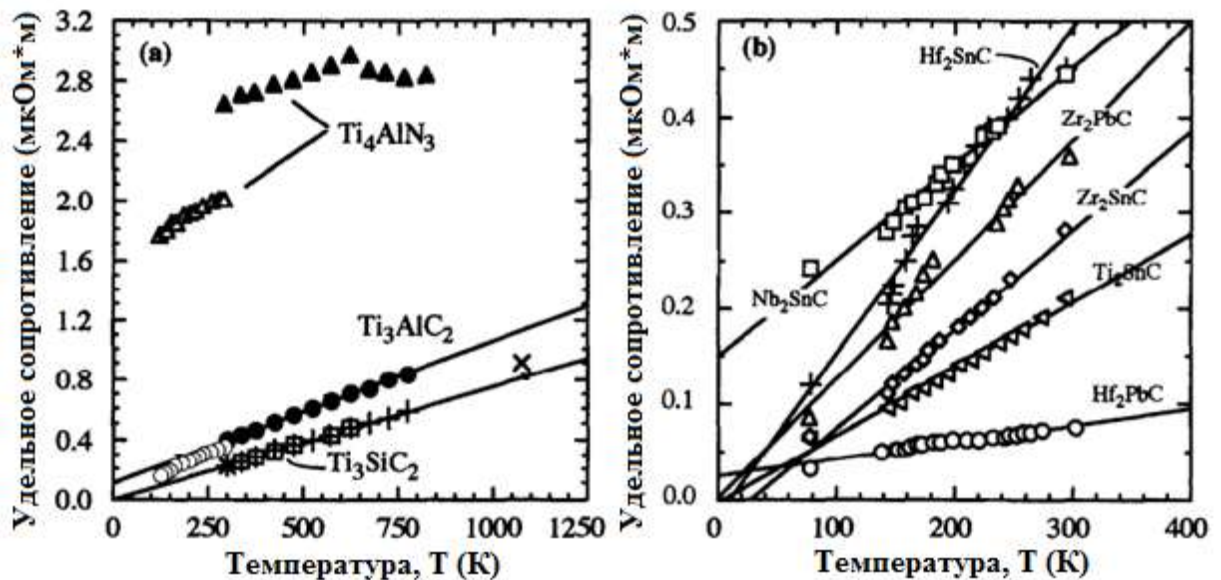 (a)
Удельное сопротивление (мкОм*м)
3.2
2.8
2.4
2.0
1.6
1.2
0.8
0.4
0.0
Ti₄AlN₃
Ti₃AlC₂
Ti₃SiC₂
0
250
500
750
1000
1250
Температура, T (K)
(b)
Удельное сопротивление (мкОм*м)
0.5
0.4
0.3
0.2
0.1
0.0
Hf₂SnC
Zr₂PbC
Zr₂SnC
Ti₂SnC
Nb₂SnC
Hf₂PbC
0
100
200
300
400
Температура, T (K)